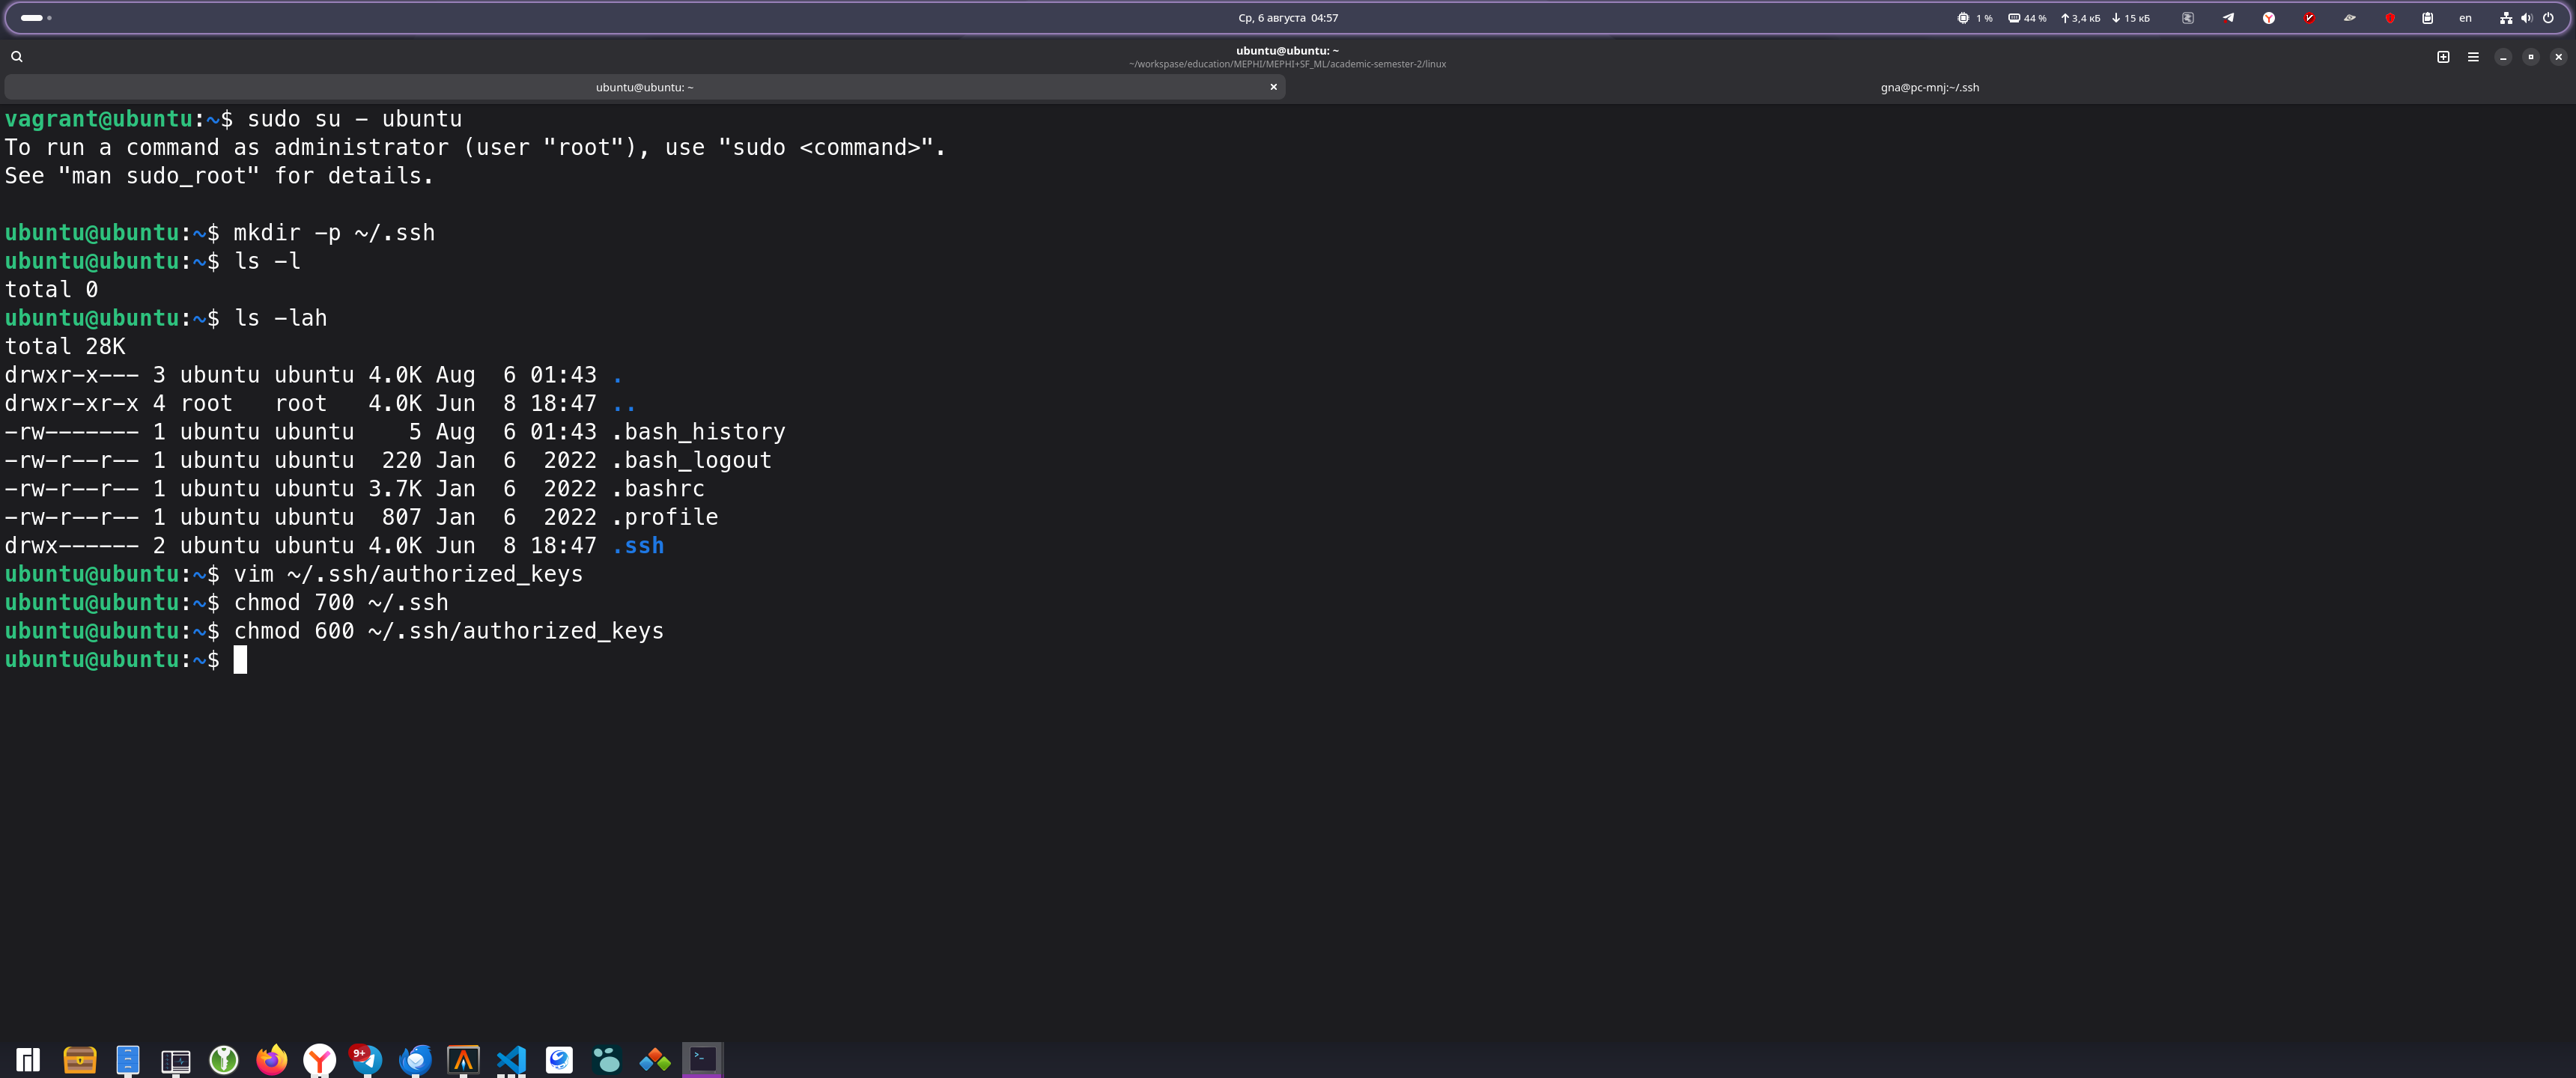 Ср, 6 августа 04:57
1 %
44 %
3,4 кБ
15 кБ
en
ubuntu@ubuntu: ~
~/workspase/education/MEPHI/MEPHI+SF_ML/academic-semester-2/linux
ubuntu@ubuntu: ~
gna@pc-mnj:~/.ssh
vagrant@ubuntu:~$ sudo su - ubuntu
To run a command as administrator (user "root"), use "sudo <command>".
See "man sudo_root" for details.
ubuntu@ubuntu:~$ mkdir -p ~/.ssh
ubuntu@ubuntu:~$ ls -l
total 0
ubuntu@ubuntu:~$ ls -lah
total 28K
drwxr-x--- 3 ubuntu ubuntu 4.0K Aug  6 01:43 .
drwxr-xr-x 4 root   root   4.0K Jun  8 18:47 ..
-rw------- 1 ubuntu ubuntu    5 Aug  6 01:43 .bash_history
-rw-r--r-- 1 ubuntu ubuntu  220 Jan  6  2022 .bash_logout
-rw-r--r-- 1 ubuntu ubuntu 3.7K Jan  6  2022 .bashrc
-rw-r--r-- 1 ubuntu ubuntu  807 Jan  6  2022 .profile
drwx------ 2 ubuntu ubuntu 4.0K Jun  8 18:47 .ssh
ubuntu@ubuntu:~$ vim ~/.ssh/authorized_keys
ubuntu@ubuntu:~$ chmod 700 ~/.ssh
ubuntu@ubuntu:~$ chmod 600 ~/.ssh/authorized_keys
ubuntu@ubuntu:~$
9+